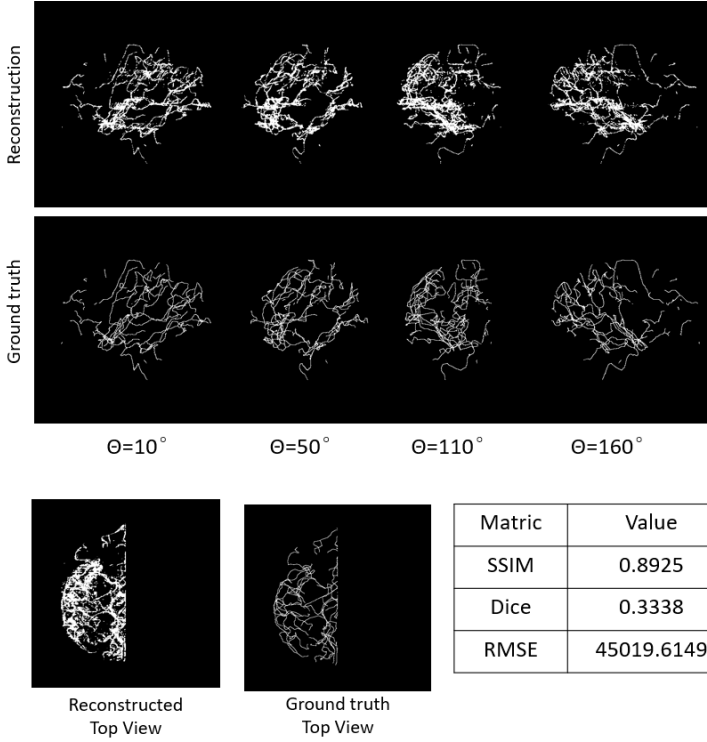 Reconstruction
Ground truth
Θ=10° Θ=50° Θ=110° Θ=160°
Matric Value
SSIM 0.8925
Dice 0.3338
RMSE 45019.6149
Reconstructed
Top View
Ground truth
Top View